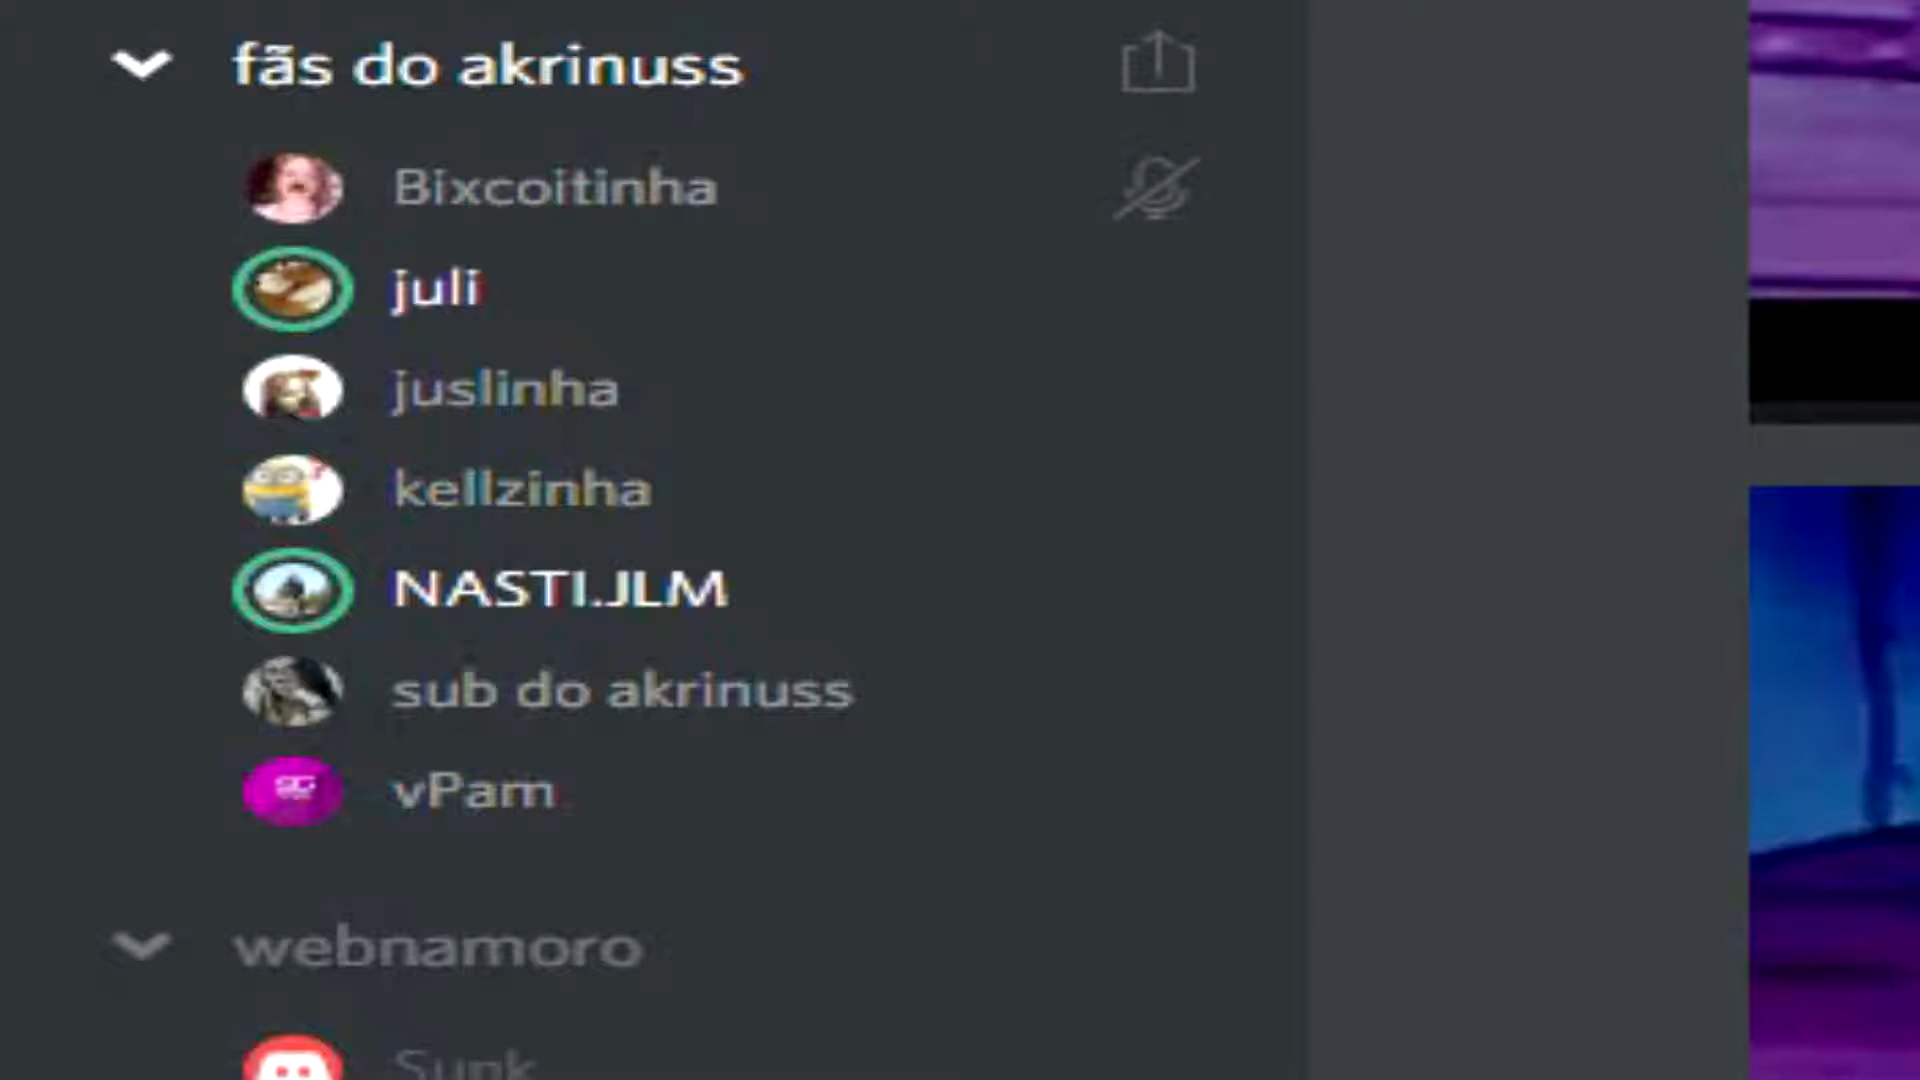 fãs do akrinuss
Bixcoitinha
juli
juslinha
kellzinha
NASTI.JLM
sub do akrinuss
vPam
webnamoro
Sunk